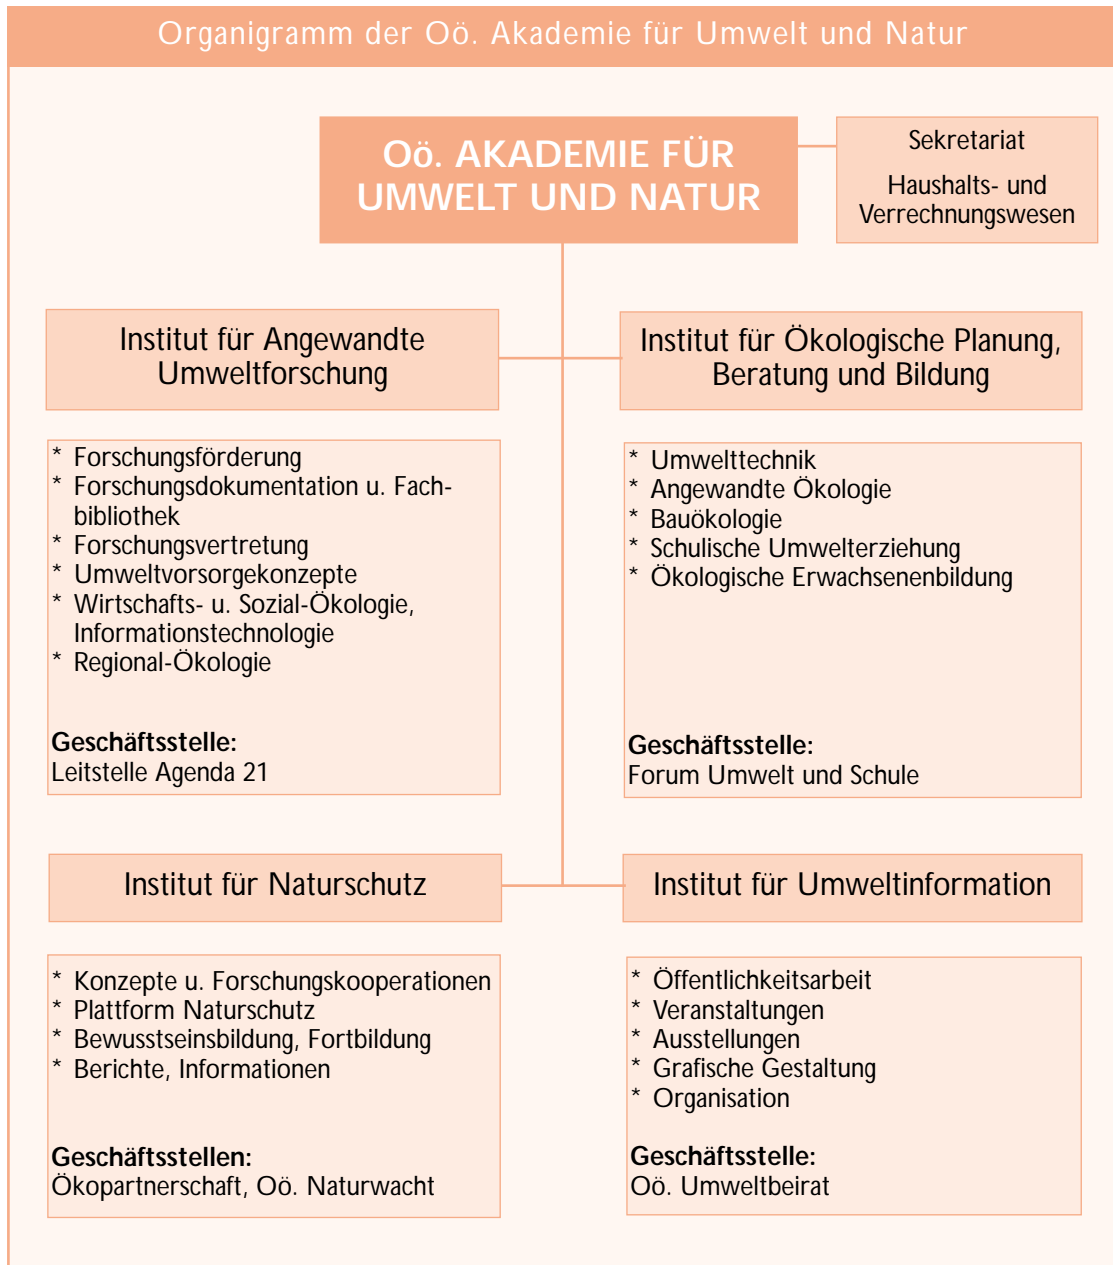 Organigramm der Oö. Akademie für Umwelt und Natur
Oö. AKADEMIE FÜR
UMWELT UND NATUR
Sekretariat
Haushalts- und
Verrechnungswesen
Institut für Angewandte
Umweltforschung
* Forschungsförderung
* Forschungsdokumentation u. Fach-
bibliothek
* Forschungsvertretung
* Umweltvorsorgekonzepte
* Wirtschafts- u. Sozial-Ökologie,
Informationstechnologie
* Regional-Ökologie
Geschäftsstelle:
Leitstelle Agenda 21
Institut für Ökologische Planung,
Beratung und Bildung
* Umwelttechnik
* Angewandte Ökologie
* Bauökologie
* Schulische Umwelterziehung
* Ökologische Erwachsenenbildung
Geschäftsstelle:
Forum Umwelt und Schule
Institut für Naturschutz
* Konzepte u. Forschungskooperationen
* Plattform Naturschutz
* Bewusstseinsbildung, Fortbildung
* Berichte, Informationen
Geschäftsstellen:
Ökopartnerschaft, Oö. Naturwacht
Institut für Umweltinformation
* Öffentlichkeitsarbeit
* Veranstaltungen
* Ausstellungen
* Grafische Gestaltung
* Organisation
Geschäftsstelle:
Oö. Umweltbeirat